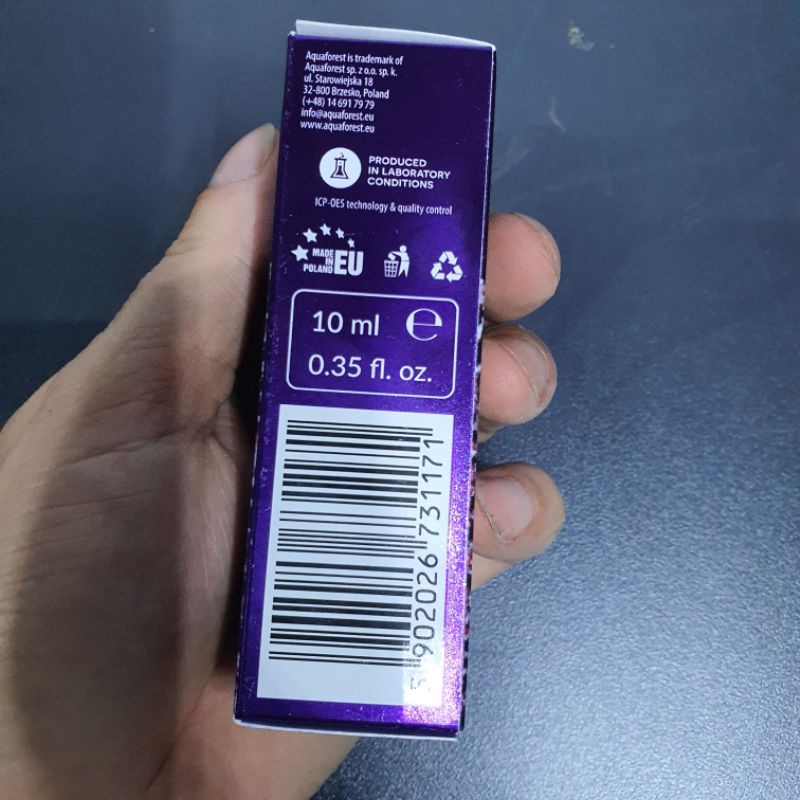 Aquaforest is trademark of
Aquaforest sp. z o.o. sp. k.
ul. Starowiejska 18
32-800 Brzesko, Poland
(+48) 14 691 79 79
info@aquaforest.eu
www.aquaforest.eu
PRODUCED
IN LABORATORY
CONDITIONS
ICP-OES technology & quality control
MADE
IN
POLAND
EU
10 ml ℮
0.35 fl. oz.
5 902026 731171